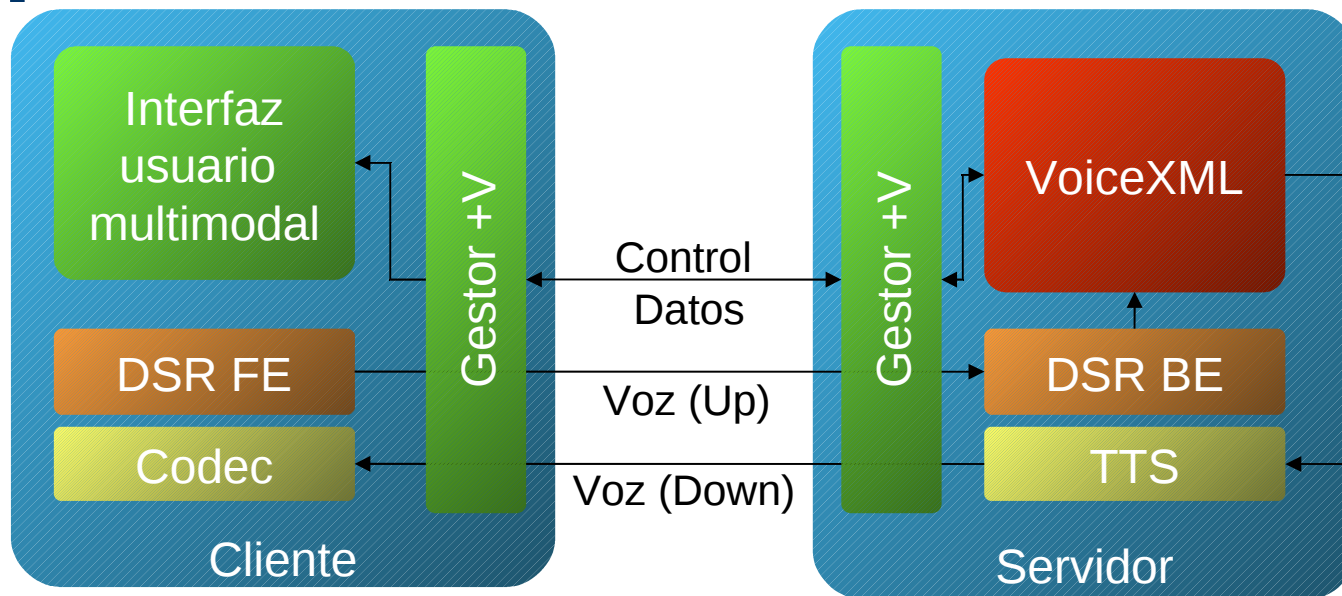 Interfaz
usuario
multimodal
Gestor +V
DSR FE
Codec
Cliente
Control
Datos
Voz (Up)
Voz (Down)
Gestor +V
VoiceXML
DSR BE
TTS
Servidor